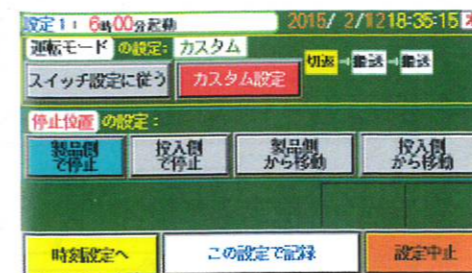 設定1: 6時00分起動 2015/ 2/12 18-35-15
運転モード の設定: カスタム
スイッチ設定に従う カスタム設定 切返→搬送→搬送
停止位置 の設定:
製品側で停止 投入側で停止 製品側から移動 投入側から移動
時刻設定へ この設定で記録 設定中止